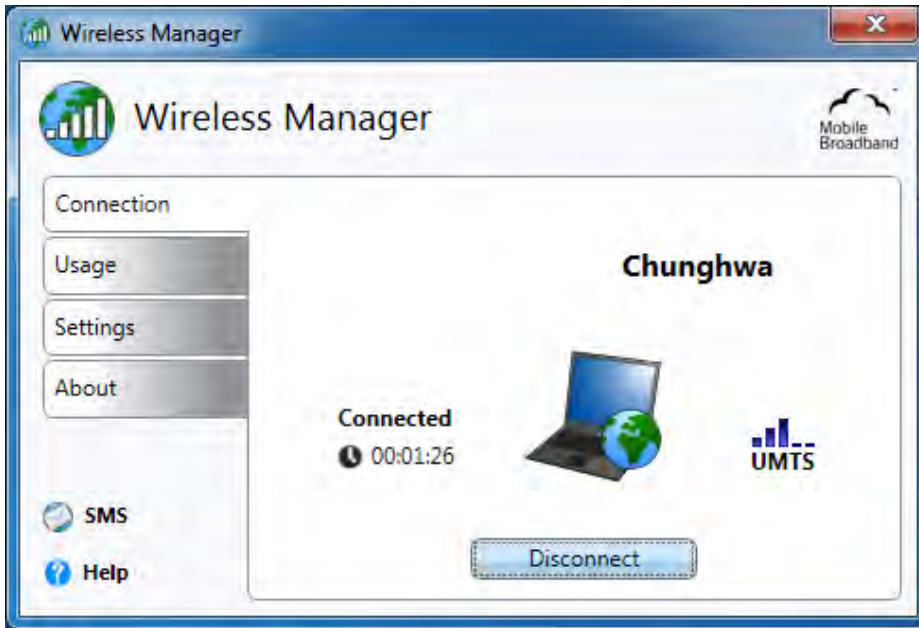 Wireless Manager
Wireless Manager
Mobile
Broadband
Connection
Usage
Settings
About
SMS
Help
Chunghwa
Connected
00:01:26
UMTS
Disconnect